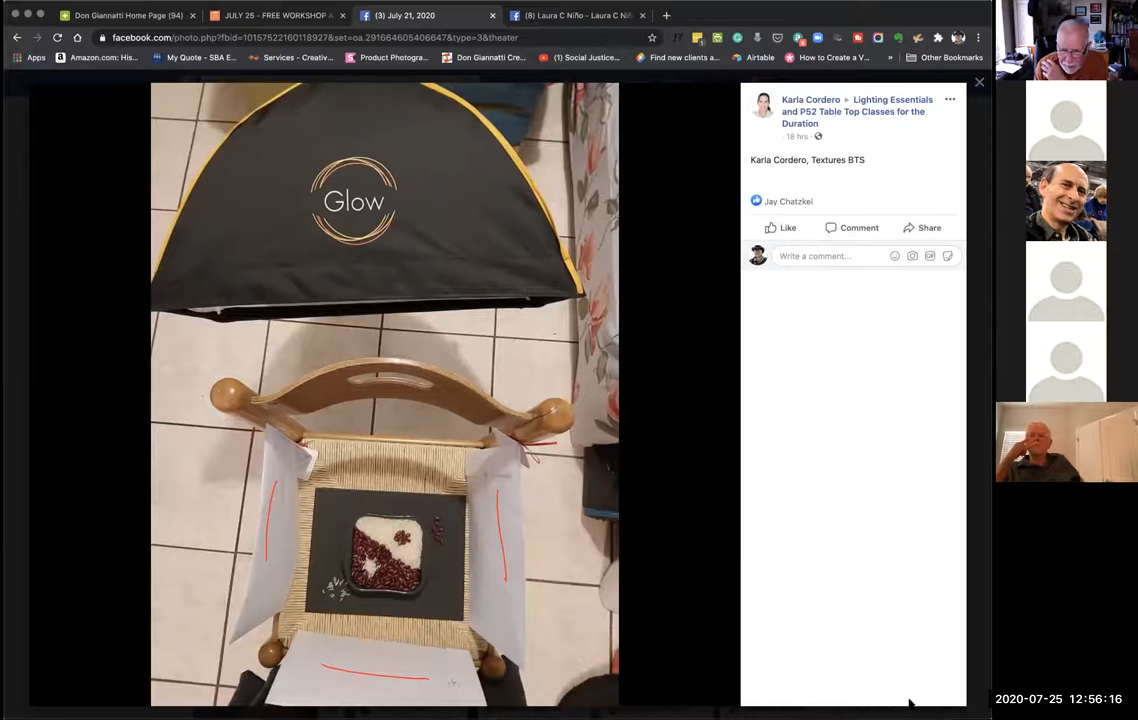 Don Giannatti Home Page (94)
JULY 25 - FREE WORKSHOP A
(3) July 21, 2020
(8) Laura C Niño - Laura C Ni
facebook.com/photo.php?fbid=10157522160118927&set=oa.291664605406647&type=3&theater
Apps
Amazon.com: His...
My Quote - SBA E...
Services - Creativ...
Product Photogra...
Don Giannatti Cre...
(1) Social Justice...
Find new clients a...
Airtable
How to Create a V...
» Other Bookmarks
Glow
Karla Cordero ▸ Lighting Essentials
and P52 Table Top Classes for the
Duration
18 hrs ·
Karla Cordero, Textures BTS
Jay Chatzkel
Like
Comment
Share
Write a comment...
GIF
2020-07-25 12:56:16